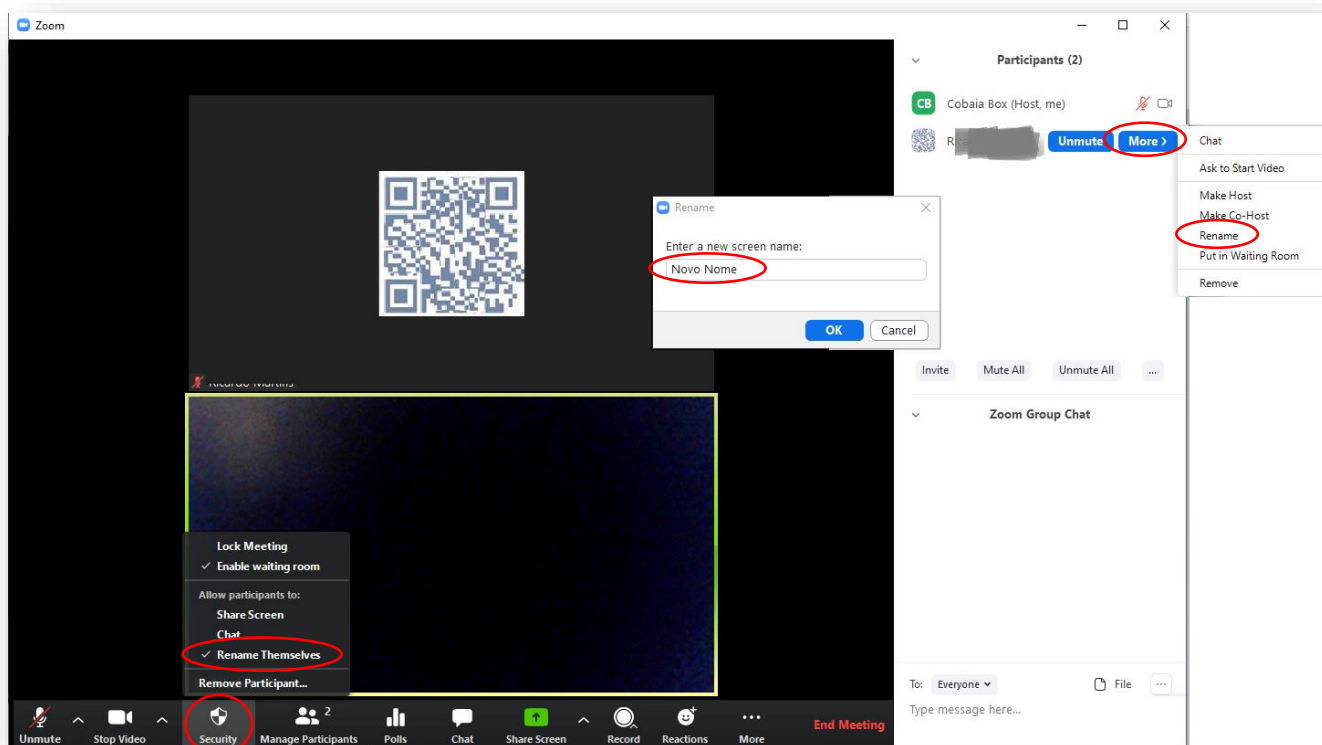 Zoom
Participants (2)
CB Cobaia Box (Host, me)
Unmute More >
Chat
Ask to Start Video
Make Host
Make Co-Host
Rename
Put in Waiting Room
Remove
Rename
Enter a new screen name:
Novo Nome
OK Cancel
Invite Mute All Unmute All ...
Zoom Group Chat
Lock Meeting
Enable waiting room
Allow participants to:
Share Screen
Chat
Rename Themselves
Remove Participant...
To: Everyone File ...
Type message here...
2
Unmute Stop Video Security Manage Participants Polls Chat Share Screen Record Reactions More End Meeting